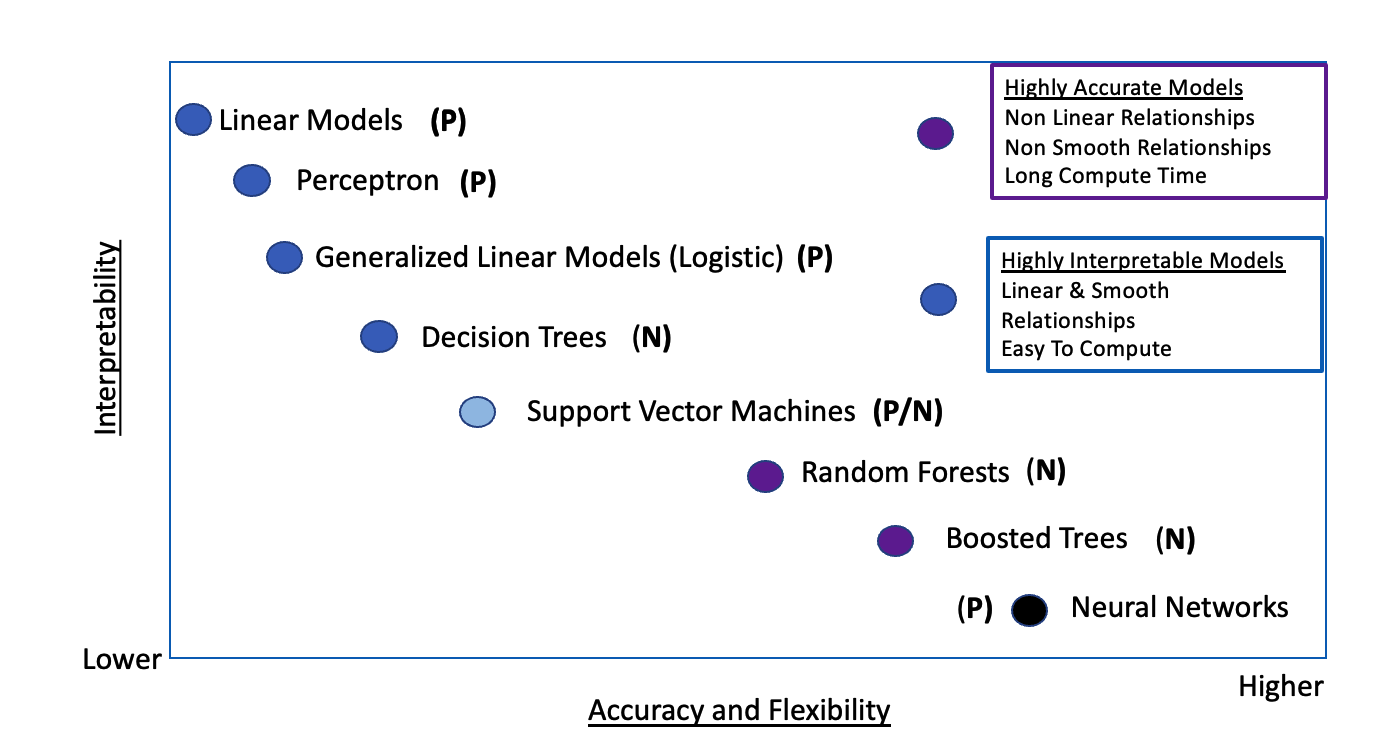 Linear Models (P)
Perceptron (P)
Generalized Linear Models (Logistic) (P)
Decision Trees (N)
Support Vector Machines (P/N)
Random Forests (N)
Boosted Trees (N)
(P) Neural Networks
Highly Accurate Models
Non Linear Relationships
Non Smooth Relationships
Long Compute Time
Highly Interpretable Models
Linear & Smooth
Relationships
Easy To Compute
Interpretability
Lower
Higher
Accuracy and Flexibility